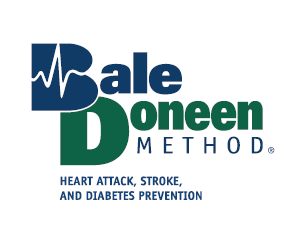 Bale
Doneen
METHOD®
HEART ATTACK, STROKE,
AND DIABETES PREVENTION